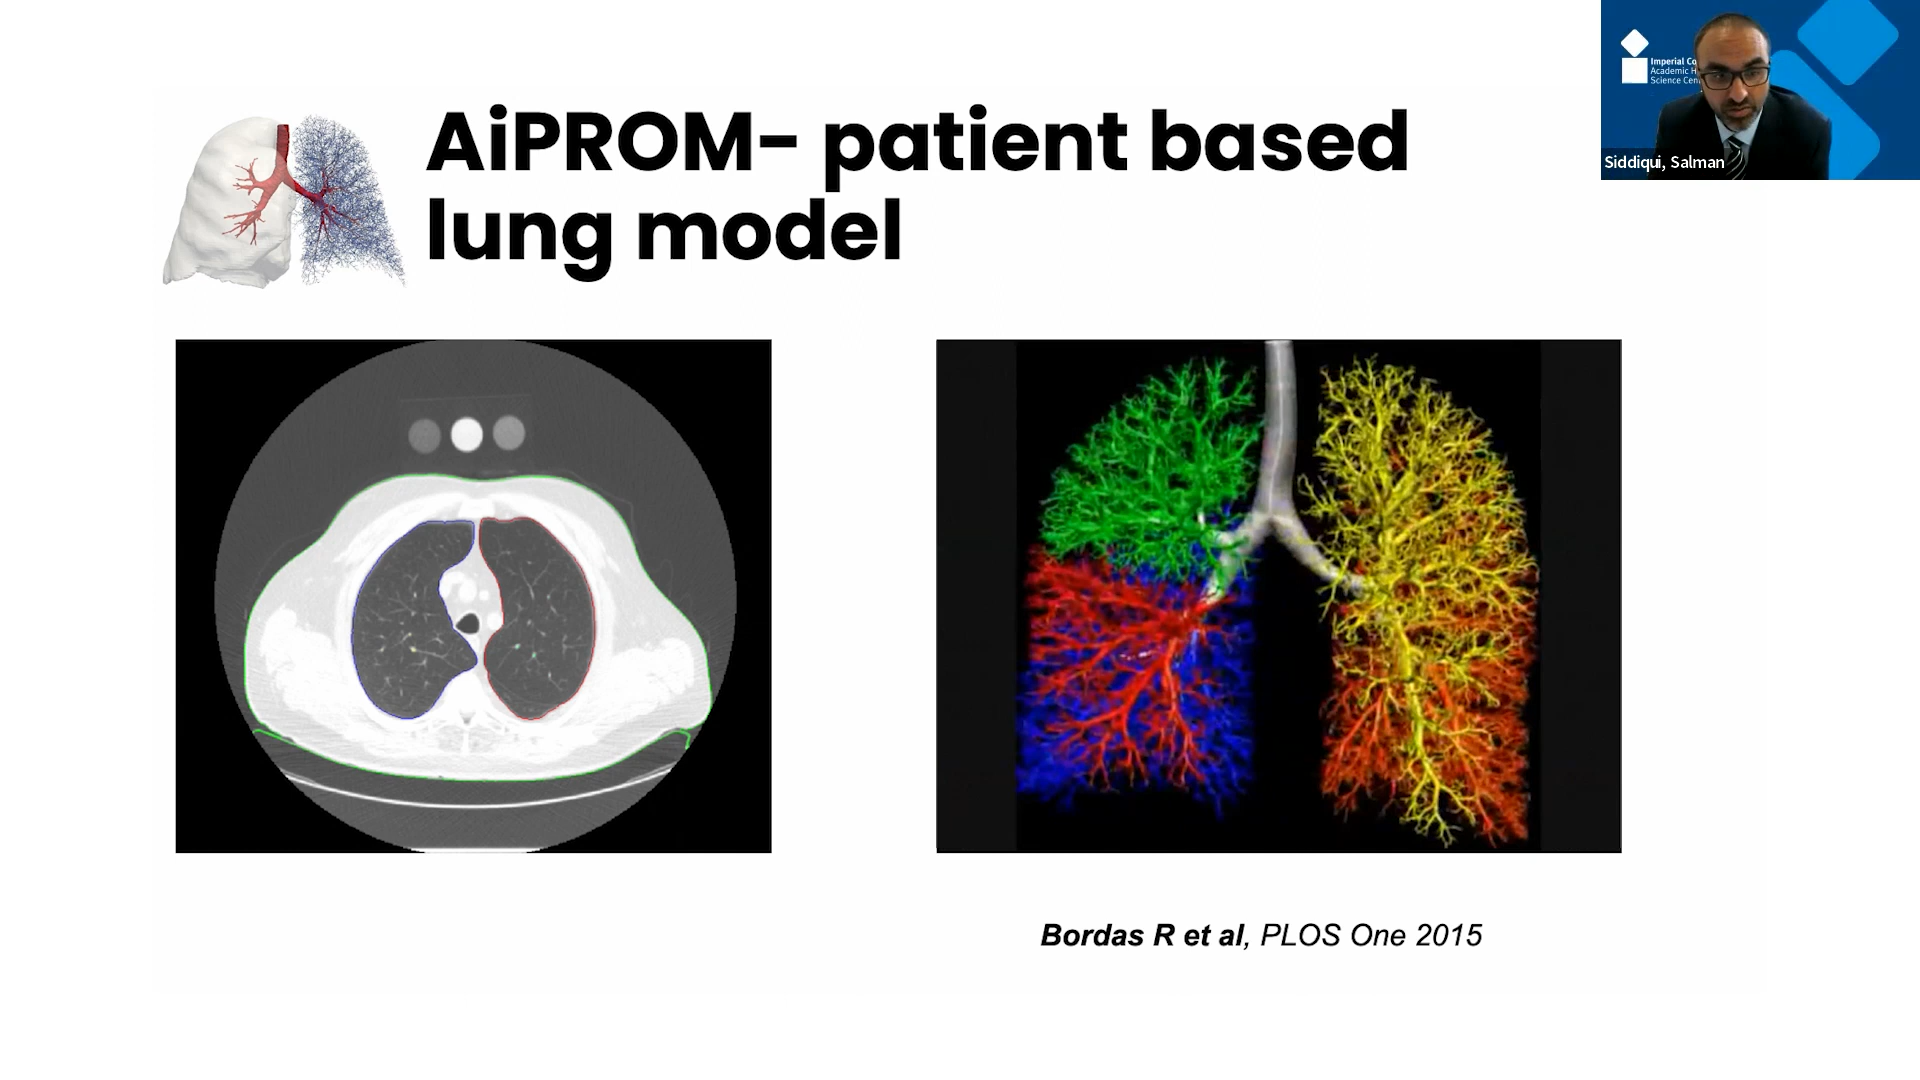 AiPROM- patient based
lung model
Imperial Co
Academic H
Science Cen
Siddiqui, Salman
Bordas R et al, PLOS One 2015